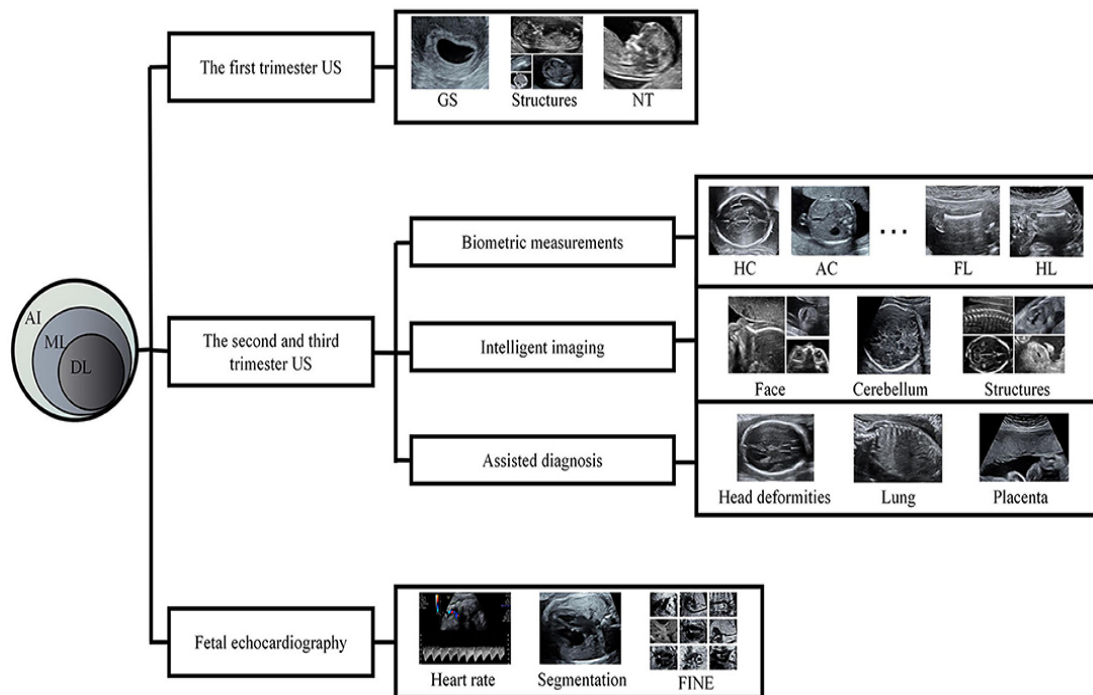 The first trimester US
GS
Structures
NT
AI
ML
DL
The second and third
trimester US
Biometric measurements
HC
AC
...
FL
HL
Intelligent imaging
Face
Cerebellum
Structures
Assisted diagnosis
Head deformities
Lung
Placenta
Fetal echocardiography
Heart rate
Segmentation
FINE